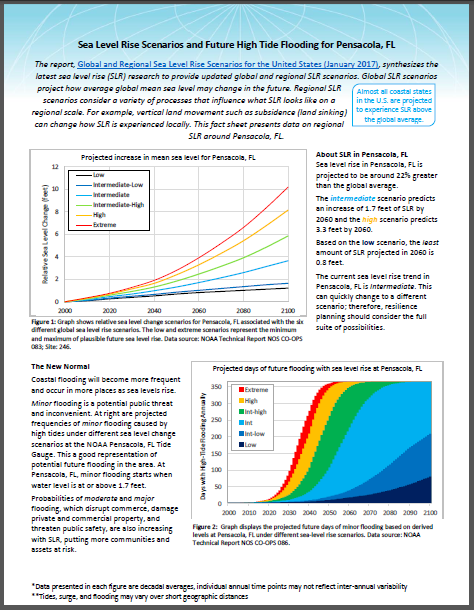 Sea Level Rise Scenarios and Future High Tide Flooding for Pensacola, FL
The report, Global and Regional Sea Level Rise Scenarios for the United States (January 2017), synthesizes the
latest sea level rise (SLR) research to provide updated global and regional SLR scenarios. Global SLR scenarios
project how average global mean sea level may change in the future. Regional SLR
scenarios consider a variety of processes that influence what SLR looks like on a
regional scale. For example, vertical land movement such as subsidence (land sinking)
can change how SLR is experienced locally. This fact sheet presents data on regional
SLR around Pensacola, FL.
Almost all coastal states
in the U.S. are projected
to experience SLR above
the global average.
Projected increase in mean sea level for Pensacola, FL
Relative Sea Level Change (feet)
12
10
8
6
4
2
0
Low
Intermediate-Low
Intermediate
Intermediate-High
High
Extreme
2000 2020 2040 2060 2080 2100
Figure 1: Graph shows relative sea level change scenarios for Pensacola, FL associated with the six
different global sea level rise scenarios. The low and extreme scenarios represent the minimum
and maximum of plausible future sea level rise. Data source: NOAA Technical Report NOS CO-OPS
083; Site: 246.
About SLR in Pensacola, FL
Sea level rise in Pensacola, FL is
projected to be around 22% greater
than the global average.
The intermediate scenario predicts
an increase of 1.7 feet of SLR by
2060 and the high scenario predicts
3.3 feet by 2060.
Based on the low scenario, the least
amount of SLR projected in 2060 is
0.8 feet.
The current sea level rise trend in
Pensacola, FL is Intermediate. This
can quickly change to a different
scenario; therefore, resilience
planning should consider the full
suite of possibilities.
The New Normal
Coastal flooding will become more frequent
and occur in more places as sea levels rise.
Minor flooding is a potential public threat
and inconvenient. At right are projected
frequencies of minor flooding caused by
high tides under different sea level change
scenarios at the NOAA Pensacola, FL Tide
Gauge. This a good representation of
potential future flooding in the area. At
Pensacola, FL, minor flooding starts when
water level is at or above 1.7 feet.
Probabilities of moderate and major
flooding, which disrupt commerce, damage
private and commercial property, and
threaten public safety, are also increasing
with SLR, putting more communities and
assets at risk.
Projected days of future flooding with sea level rise at Pensacola, FL
Days with High-Tide Flooding Annually
350
300
250
200
150
100
50
0
Extreme
High
Int-high
Int
Int-low
Low
2000 2010 2020 2030 2040 2050 2060 2070 2080 2090 2100
Figure 2: Graph displays the projected future days of minor flooding based on derived
levels at Pensacola, FL under different sea-level rise scenarios. Data source: NOAA
Technical Report NOS CO-OPS 086.
*Data presented in each figure are decadal averages, individual annual time points may not reflect inter-annual variability
**Tides, surge, and flooding may vary over short geographic distances